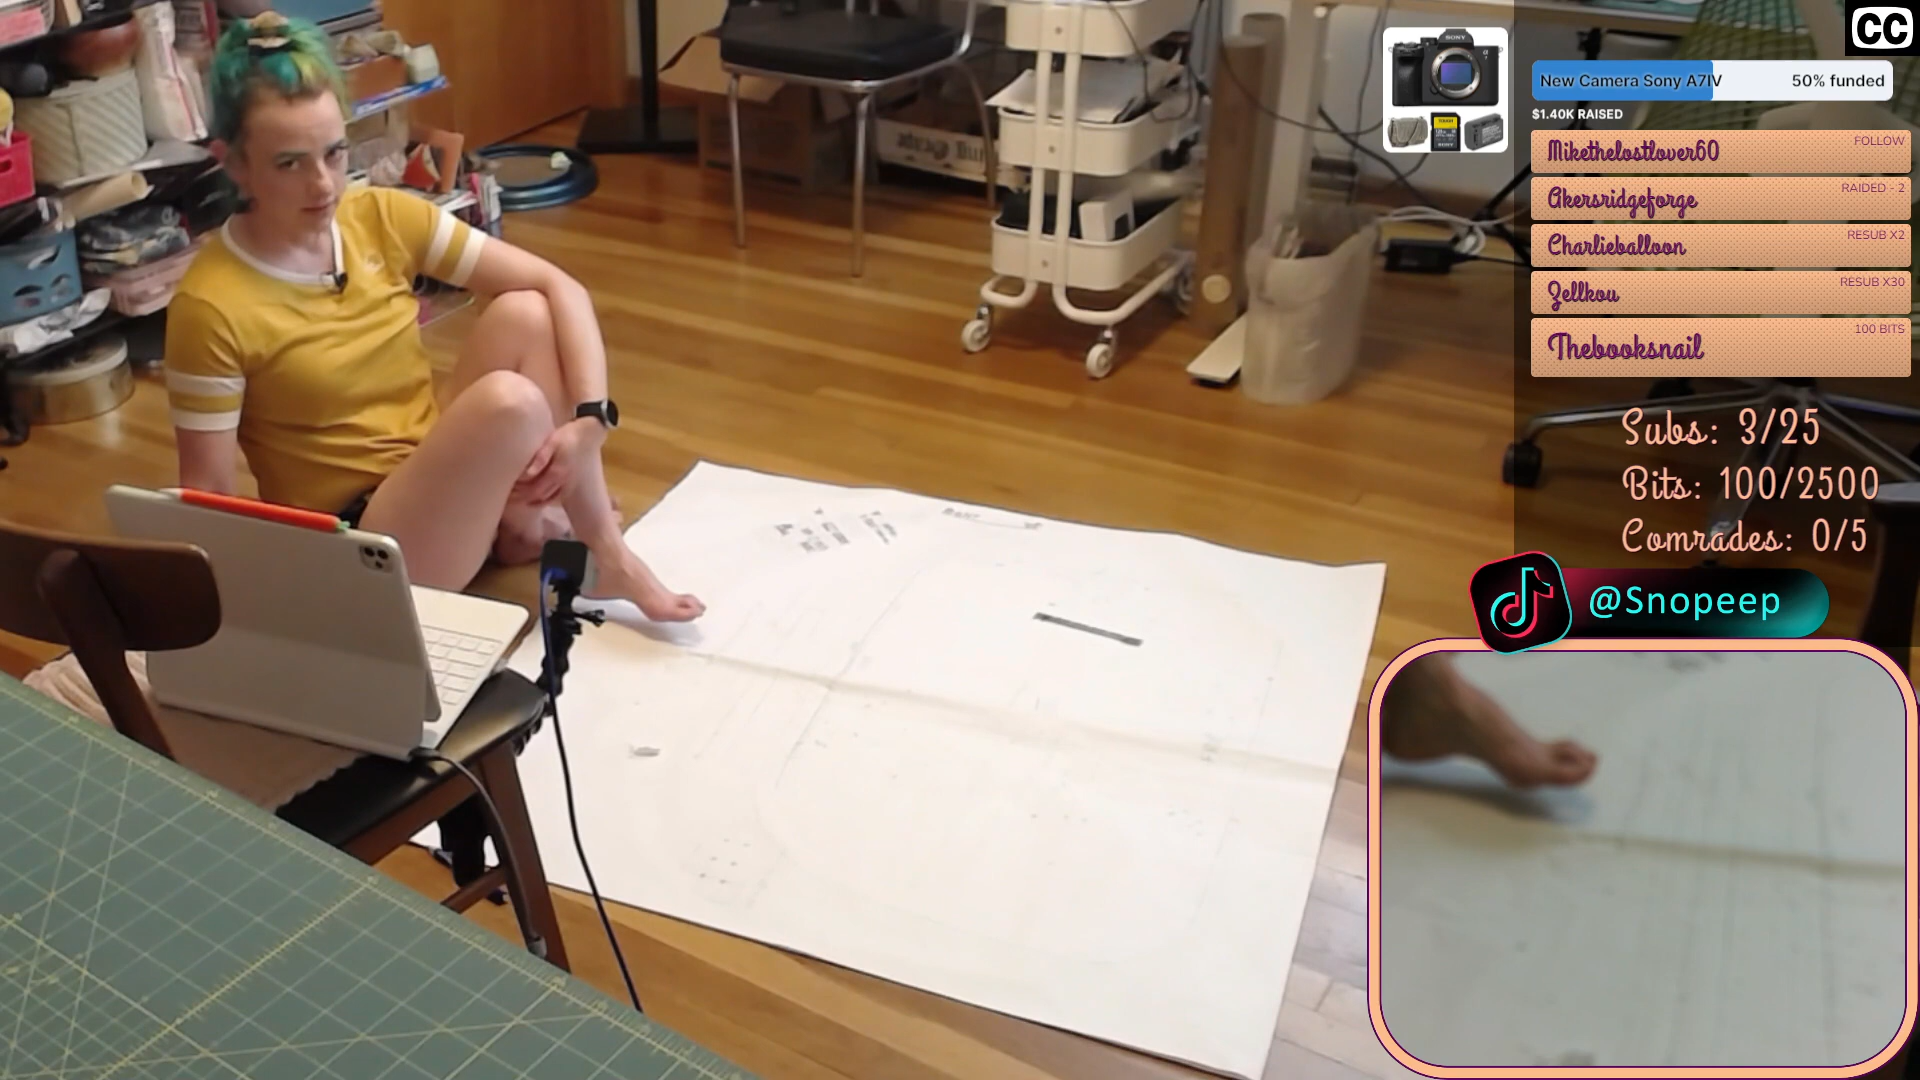 CC
SONY
New Camera Sony A7IV 50% funded
$1.40K RAISED
Mikethelostlover60 FOLLOW
Akersridgeforge RAIDED - 2
Charlieballoon RESUB X2
Zellkou RESUB X30
Thebooksnail 100 BITS
Subs: 3/25
Bits: 100/2500
Comrades: 0/5
@Snopeep